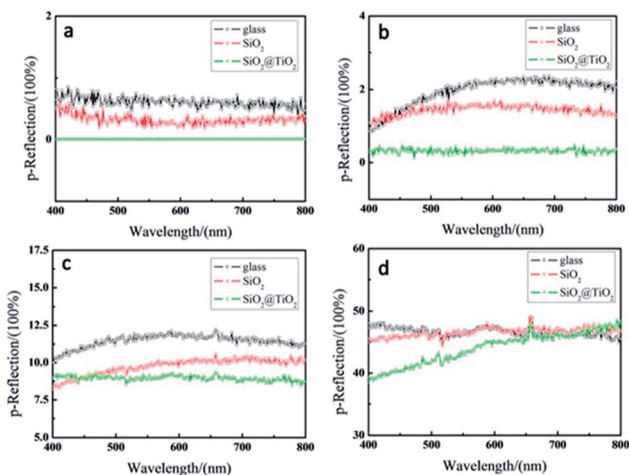 a
glass
SiO₂
SiO₂@TiO₂
p-Reflection/(100%)
2
0
400 500 600 700 800
Wavelength/(nm)
b
glass
SiO₂
SiO₂@TiO₂
p-Reflection/(100%)
4
2
0
400 500 600 700 800
Wavelength/(nm)
c
glass
SiO₂
SiO₂@TiO₂
p-Reflection/(100%)
17.5
15.0
12.5
10.0
7.5
5.0
400 500 600 700 800
Wavelength/(nm)
d
glass
SiO₂
SiO₂@TiO₂
p-Reflection/(100%)
60
50
40
30
400 500 600 700 800
Wavelength/(nm)